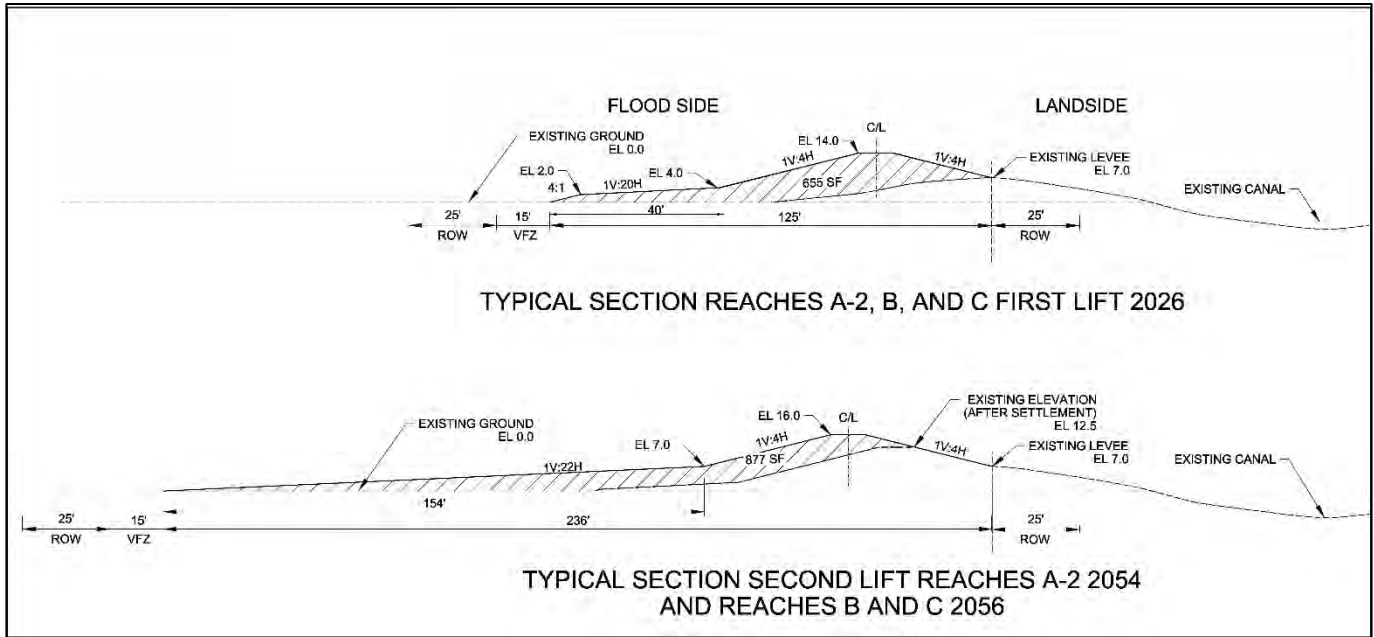 FLOOD SIDE
LANDSIDE
C/L
EXISTING GROUND
EL 0.0
EL 14.0
EL 2.0
EL 4.0
1V:4H
1V:4H
EXISTING LEVEE
EL 7.0
4:1
1V:20H
655 SF
EXISTING CANAL
40'
25'
15'
125'
25'
ROW
VFZ
ROW
TYPICAL SECTION REACHES A-2, B, AND C FIRST LIFT 2026
EXISTING GROUND
EL 0.0
EL 16.0
C/L
EXISTING ELEVATION
(AFTER SETTLEMENT)
EL 12.5
EL 7.0
1V:4H
1V:4H
EXISTING LEVEE
EL 7.0
1V:22H
877 SF
EXISTING CANAL
154'
25'
15'
236'
25'
ROW
VFZ
ROW
TYPICAL SECTION SECOND LIFT REACHES A-2 2054
AND REACHES B AND C 2056